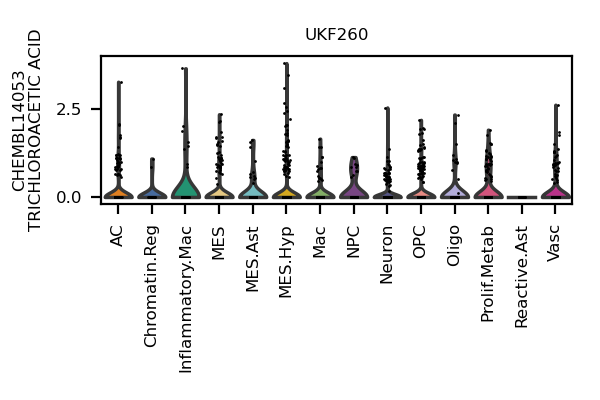 UKF260
CHEMBL14053
TRICHLOROACETIC ACID
2.5
0.0
AC
Chromatin.Reg
Inflammatory.Mac
MES
MES.Ast
MES.Hyp
Mac
NPC
Neuron
OPC
Oligo
Prolif.Metab
Reactive.Ast
Vasc